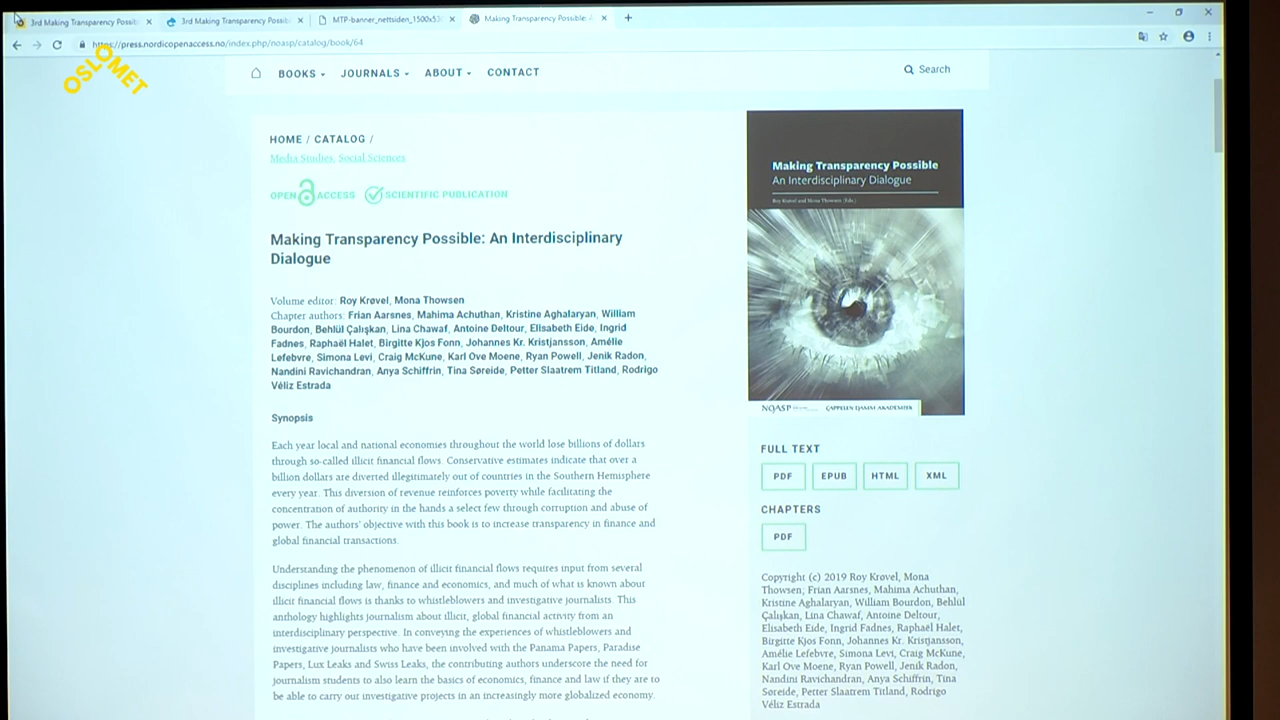 3rd Making Transparency Possib
3rd Making Transparency Possib
MTP-banner_nettsiden_1500x53
Making Transparency Possible: A
https://press.nordicopenaccess.no/index.php/noasp/catalog/book/64
OSLOMET
BOOKS
JOURNALS
ABOUT
CONTACT
Search
HOME / CATALOG /
Media Studies, Social Sciences
OPEN ACCESS
SCIENTIFIC PUBLICATION
Making Transparency Possible: An Interdisciplinary
Dialogue
Volume editor: Roy Krøvel, Mona Thowsen
Chapter authors: Frian Aarsnes, Mahima Achuthan, Kristine Aghalaryan, William
Bourdon, Behlül Çalışkan, Lina Chawaf, Antoine Deltour, Elisabeth Eide, Ingrid
Fadnes, Raphaël Halet, Birgitte Kjos Fonn, Johannes Kr. Kristjansson, Amélie
Lefebvre, Simona Levi, Craig McKune, Karl Ove Moene, Ryan Powell, Jenik Radon,
Nandini Ravichandran, Anya Schiffrin, Tina Søreide, Petter Slaatrem Titland, Rodrigo
Véliz Estrada
Synopsis
Each year local and national economies throughout the world lose billions of dollars
through so-called illicit financial flows. Conservative estimates indicate that over a
billion dollars are diverted illegitimately out of countries in the Southern Hemisphere
every year. This diversion of revenue reinforces poverty while facilitating the
concentration of authority in the hands a select few through corruption and abuse of
power. The authors' objective with this book is to increase transparency in finance and
global financial transactions.
Understanding the phenomenon of illicit financial flows requires input from several
disciplines including law, finance and economics, and much of what is known about
illicit financial flows is thanks to whistleblowers and investigative journalists. This
anthology highlights journalism about illicit, global financial activity from an
interdisciplinary perspective. In conveying the experiences of whistleblowers and
investigative journalists who have been involved with the Panama Papers, Paradise
Papers, Lux Leaks and Swiss Leaks, the contributing authors underscore the need for
journalism students to also learn the basics of economics, finance and law if they are to
be able to carry out investigative projects in an increasingly more globalized economy.
Making Transparency Possible
An Interdisciplinary Dialogue
Roy Krøvel and Mona Thowsen (Eds.)
NOASP
CAPPELEN DAMM AKADEMISK
FULL TEXT
PDF
EPUB
HTML
XML
CHAPTERS
PDF
Copyright (c) 2019 Roy Krøvel, Mona
Thowsen; Frian Aarsnes, Mahima Achuthan,
Kristine Aghalaryan, William Bourdon, Behlül
Çalışkan, Lina Chawaf, Antoine Deltour,
Elisabeth Eide, Ingrid Fadnes, Raphaël Halet,
Birgitte Kjos Fonn, Johannes Kr. Kristjansson,
Amélie Lefebvre, Simona Levi, Craig McKune,
Karl Ove Moene, Ryan Powell, Jenik Radon,
Nandini Ravichandran, Anya Schiffrin, Tina
Søreide, Petter Slaatrem Titland, Rodrigo
Véliz Estrada